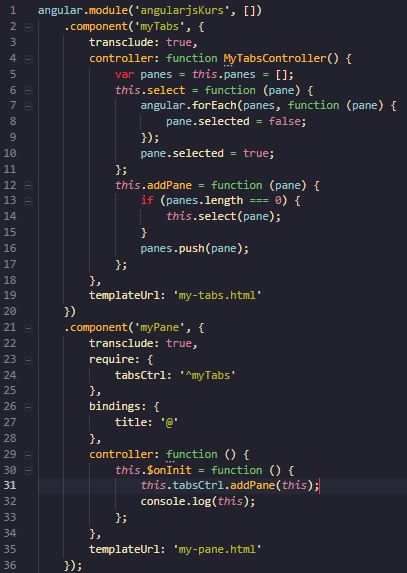 1 angular.module('angularjsKurs', [])
2     .component('myTabs', {
3         transclude: true,
4         controller: function MyTabsController() {
5             var panes = this.panes = [];
6             this.select = function (pane) {
7                 angular.forEach(panes, function (pane) {
8                     pane.selected = false;
9                 });
10                 pane.selected = true;
11             };
12             this.addPane = function (pane) {
13                 if (panes.length === 0) {
14                     this.select(pane);
15                 }
16                 panes.push(pane);
17             };
18         },
19         templateUrl: 'my-tabs.html'
20     })
21     .component('myPane', {
22         transclude: true,
23         require: {
24             tabsCtrl: '^myTabs'
25         },
26         bindings: {
27             title: '@'
28         },
29         controller: function () {
30             this.$onInit = function () {
31                 this.tabsCtrl.addPane(this);
32                 console.log(this);
33             };
34         },
35         templateUrl: 'my-pane.html'
36     });